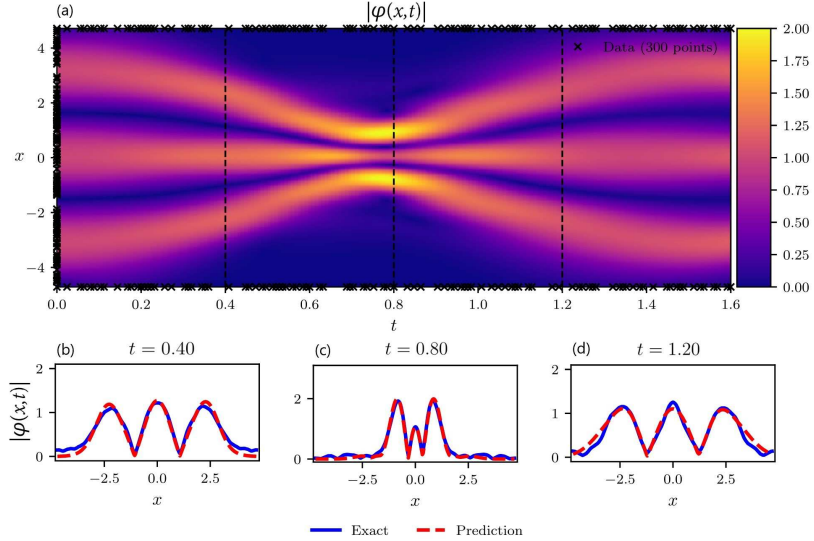 (a) |φ(x,t)|
× Data (300 points)
x
4
2
0
−2
−4
0.0 0.2 0.4 0.6 0.8 1.0 1.2 1.4 1.6
t
2.00
1.75
1.50
1.25
1.00
0.75
0.50
0.25
0.00
(b) t = 0.40
|φ(x,t)|
2
1
0
−2.5 0.0 2.5
x
(c) t = 0.80
2
0
−2.5 0.0 2.5
x
(d) t = 1.20
2
1
0
−2.5 0.0 2.5
x
Exact Prediction